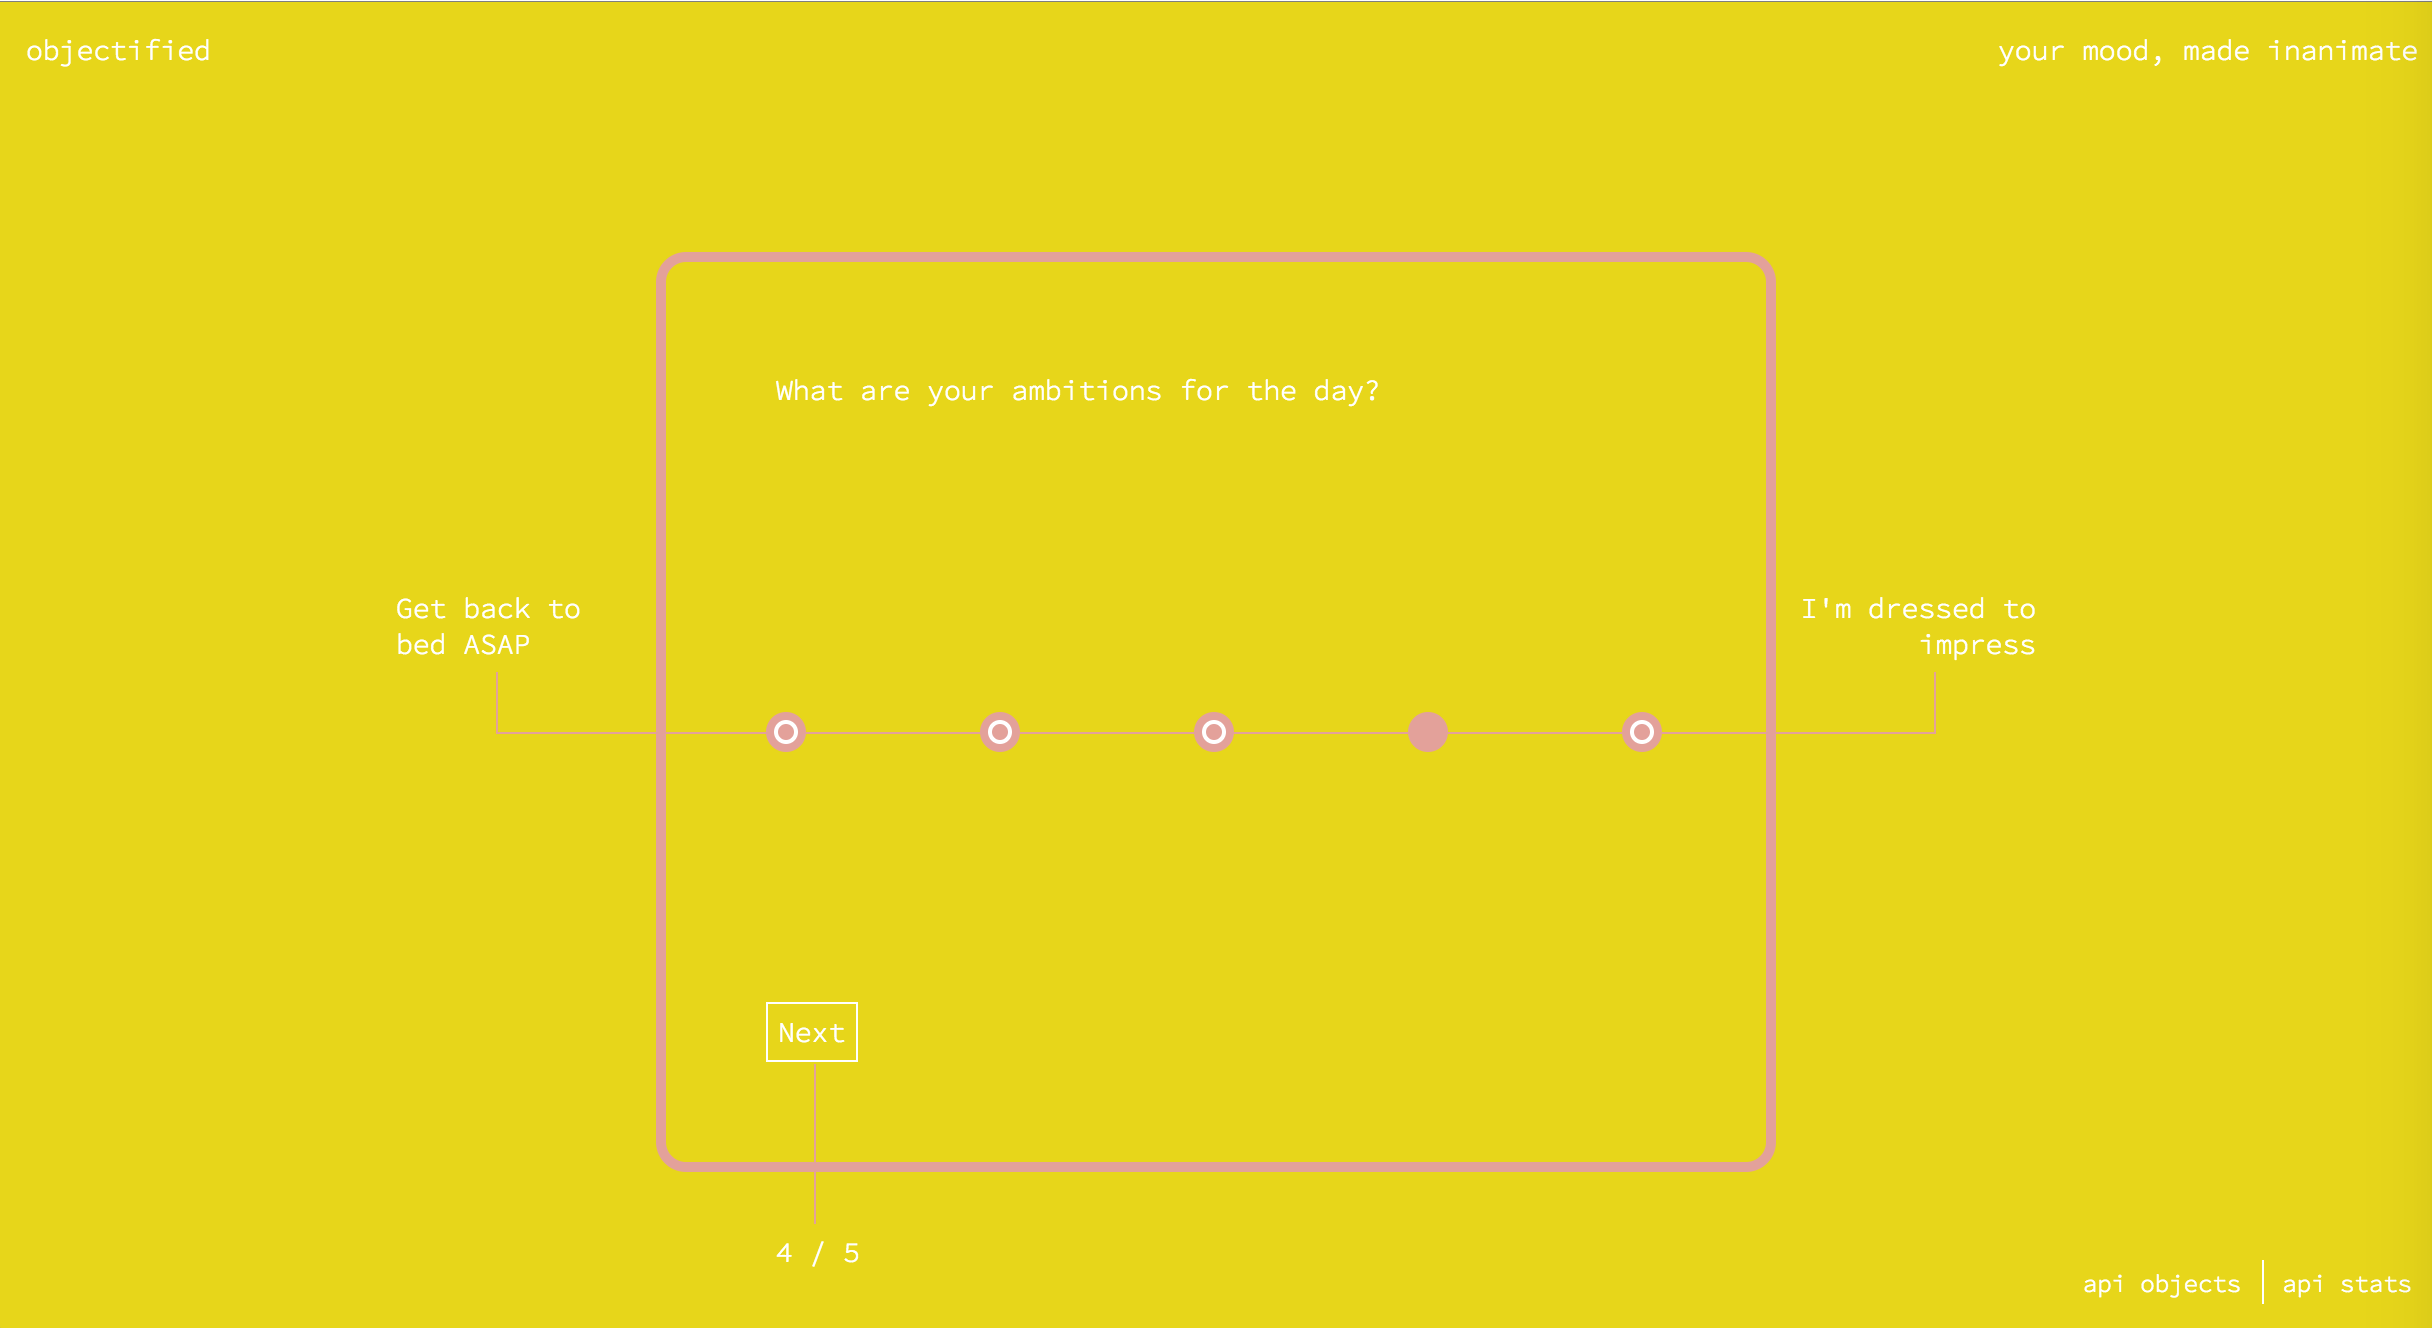 objectified
your mood, made inanimate
What are your ambitions for the day?
Get back to
bed ASAP
I'm dressed to
impress
Next
4 / 5
api objects
api stats